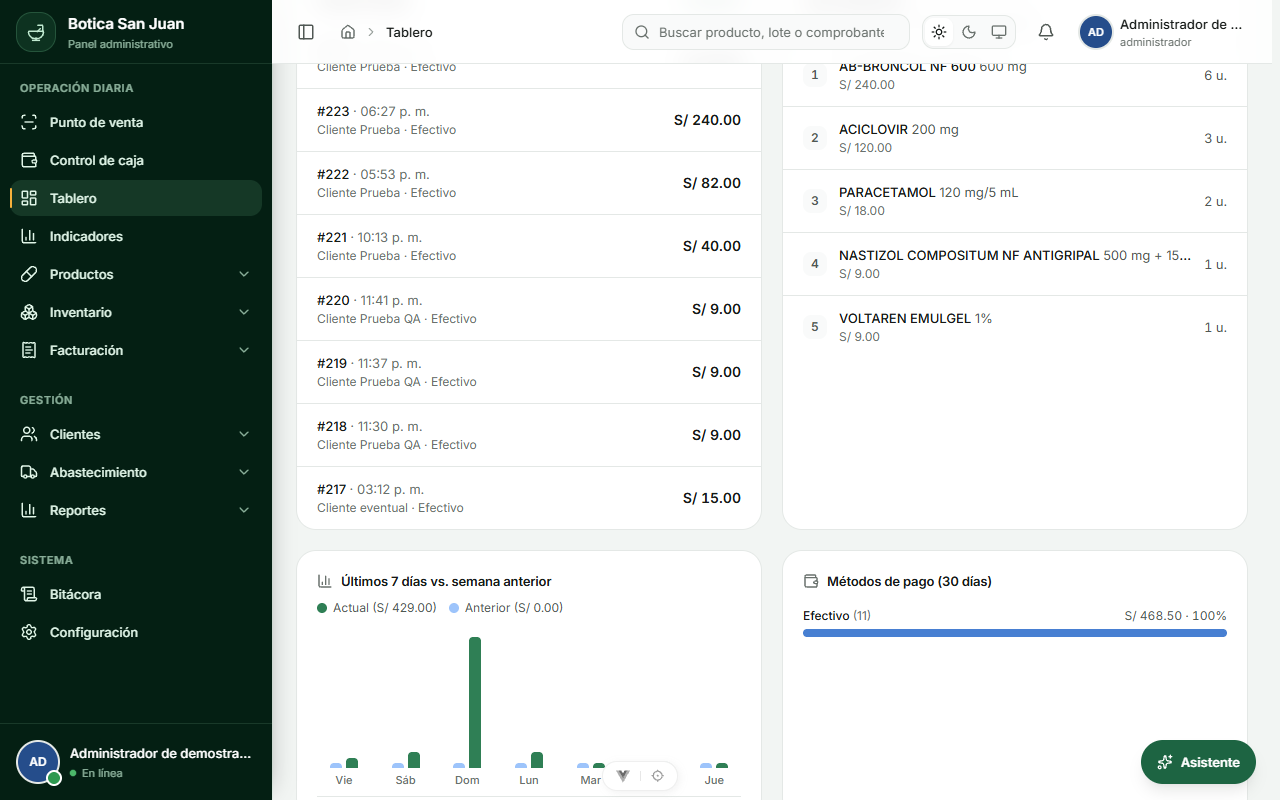 Botica San Juan
Panel administrativo
OPERACIÓN DIARIA
Punto de venta
Control de caja
Tablero
Indicadores
Productos
Inventario
Facturación
GESTIÓN
Clientes
Abastecimiento
Reportes
SISTEMA
Bitácora
Configuración
AD
Administrador de demostra...
En línea
Tablero
Buscar producto, lote o comprobante
AD
Administrador de ...
administrador
Cliente Prueba · Efectivo
#223 · 06:27 p. m.
Cliente Prueba · Efectivo
S/ 240.00
#222 · 05:53 p. m.
Cliente Prueba · Efectivo
S/ 82.00
#221 · 10:13 p. m.
Cliente Prueba · Efectivo
S/ 40.00
#220 · 11:41 p. m.
Cliente Prueba QA · Efectivo
S/ 9.00
#219 · 11:37 p. m.
Cliente Prueba QA · Efectivo
S/ 9.00
#218 · 11:30 p. m.
Cliente Prueba QA · Efectivo
S/ 9.00
#217 · 03:12 p. m.
Cliente eventual · Efectivo
S/ 15.00
1
AB-BRONCOL NF 600 600 mg
S/ 240.00
6 u.
2
ACICLOVIR 200 mg
S/ 120.00
3 u.
3
PARACETAMOL 120 mg/5 mL
S/ 18.00
2 u.
4
NASTIZOL COMPOSITUM NF ANTIGRIPAL 500 mg + 15...
S/ 9.00
1 u.
5
VOLTAREN EMULGEL 1%
S/ 9.00
1 u.
Últimos 7 días vs. semana anterior
Actual (S/ 429.00) Anterior (S/ 0.00)
Vie Sáb Dom Lun Mar Jue
Métodos de pago (30 días)
Efectivo (11) S/ 468.50 · 100%
Asistente